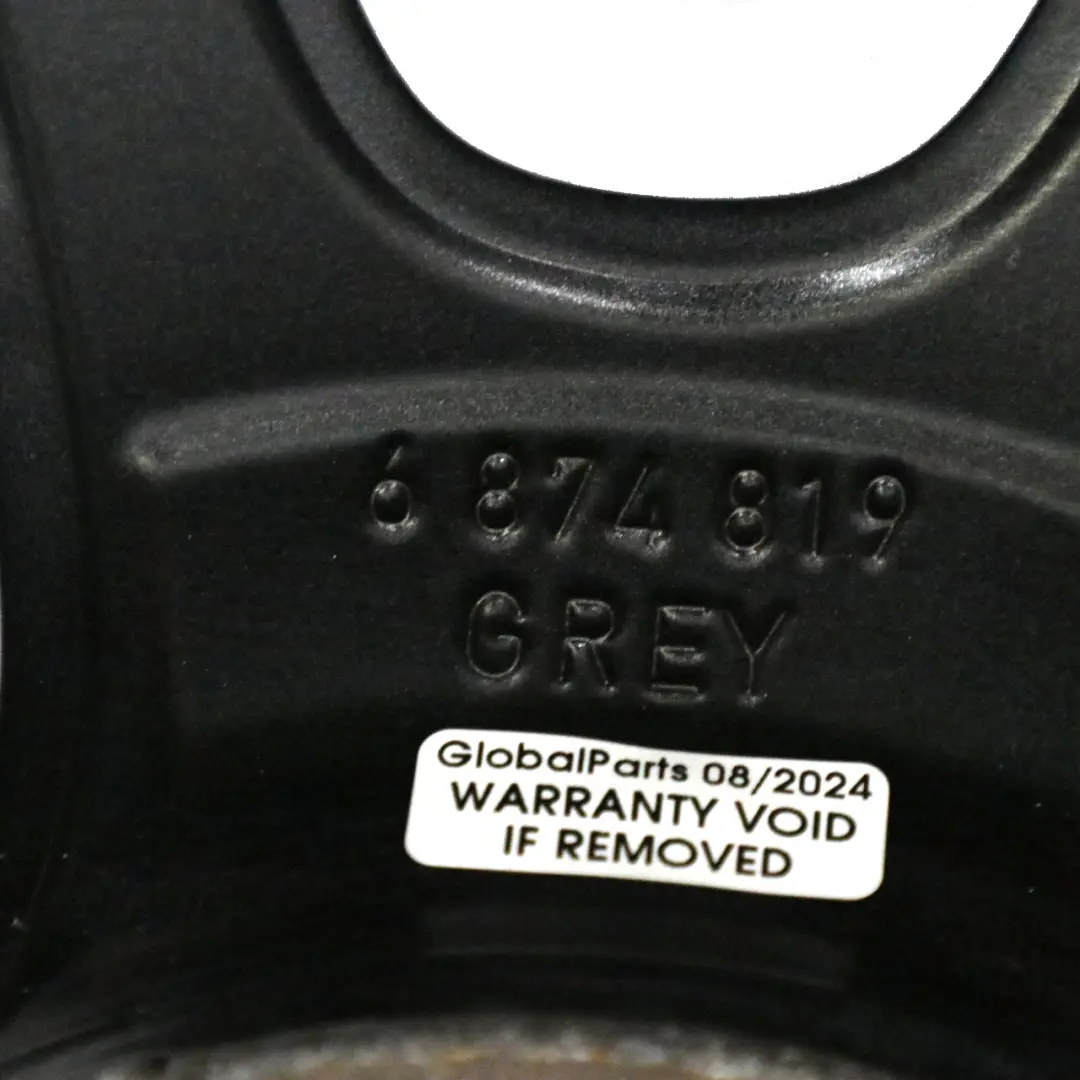 6 874 819
GREY
GlobalParts 08/2024
WARRANTY VOID
IF REMOVED